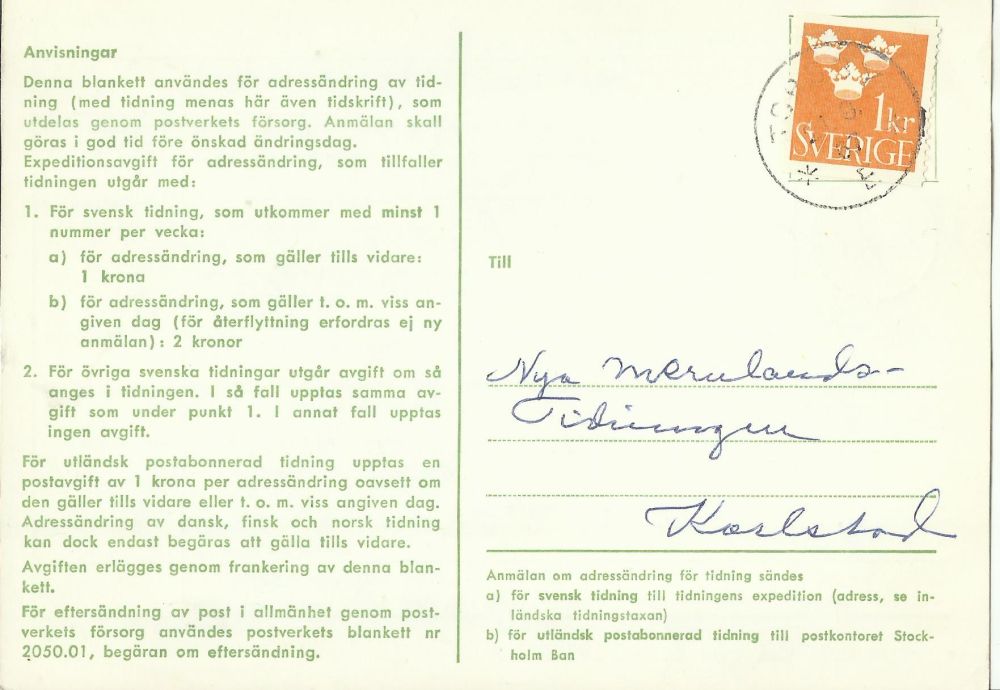 Anvisningar
Denna blankett användes för adressändring av tid-
ning (med tidning menas här även tidskrift), som
utdelas genom postverkets försorg. Anmälan skall
göras i god tid före önskad ändringsdag.
Expeditionsavgift för adressändring, som tillfaller
tidningen utgår med:
1. För svensk tidning, som utkommer med minst 1
nummer per vecka:
a) för adressändring, som gäller tills vidare:
1 krona
b) för adressändring, som gäller t. o. m. viss an-
given dag (för återflyttning erfordras ej ny
anmälan): 2 kronor
2. För övriga svenska tidningar utgår avgift om så
anges i tidningen. I så fall upptas samma av-
gift som under punkt 1. I annat fall upptas
ingen avgift.
För utländsk postabonnerad tidning upptas en
postavgift av 1 krona per adressändring oavsett om
den gäller tills vidare eller t. o. m. viss angiven dag.
Adressändring av dansk, finsk och norsk tidning
kan dock endast begäras att gälla tills vidare.
Avgiften erlägges genom frankering av denna blan-
kett.
För eftersändning av post i allmänhet genom post-
verkets försorg användes postverkets blankett nr
2050.01, begäran om eftersändning.
1 kr
SVERIGE
Till
Nya Wermlands-
Tidningen
Karlstad
Anmälan om adressändring för tidning sändes
a) för svensk tidning till tidningens expedition (adress, se in-
ländska tidningstaxan)
b) för utländsk postabonnerad tidning till postkontoret Stock-
holm Ban